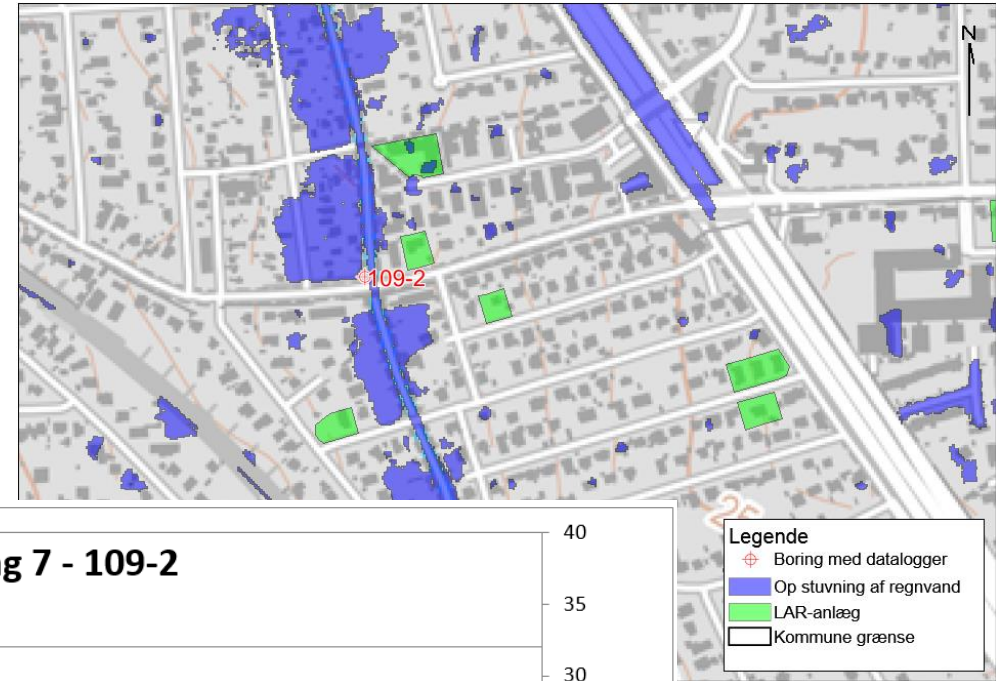 N
109-2
g 7 - 109-2
40
35
30
25
Legende
Boring med datalogger
Op stuvning af regnvand
LAR-anlæg
Kommune grænse